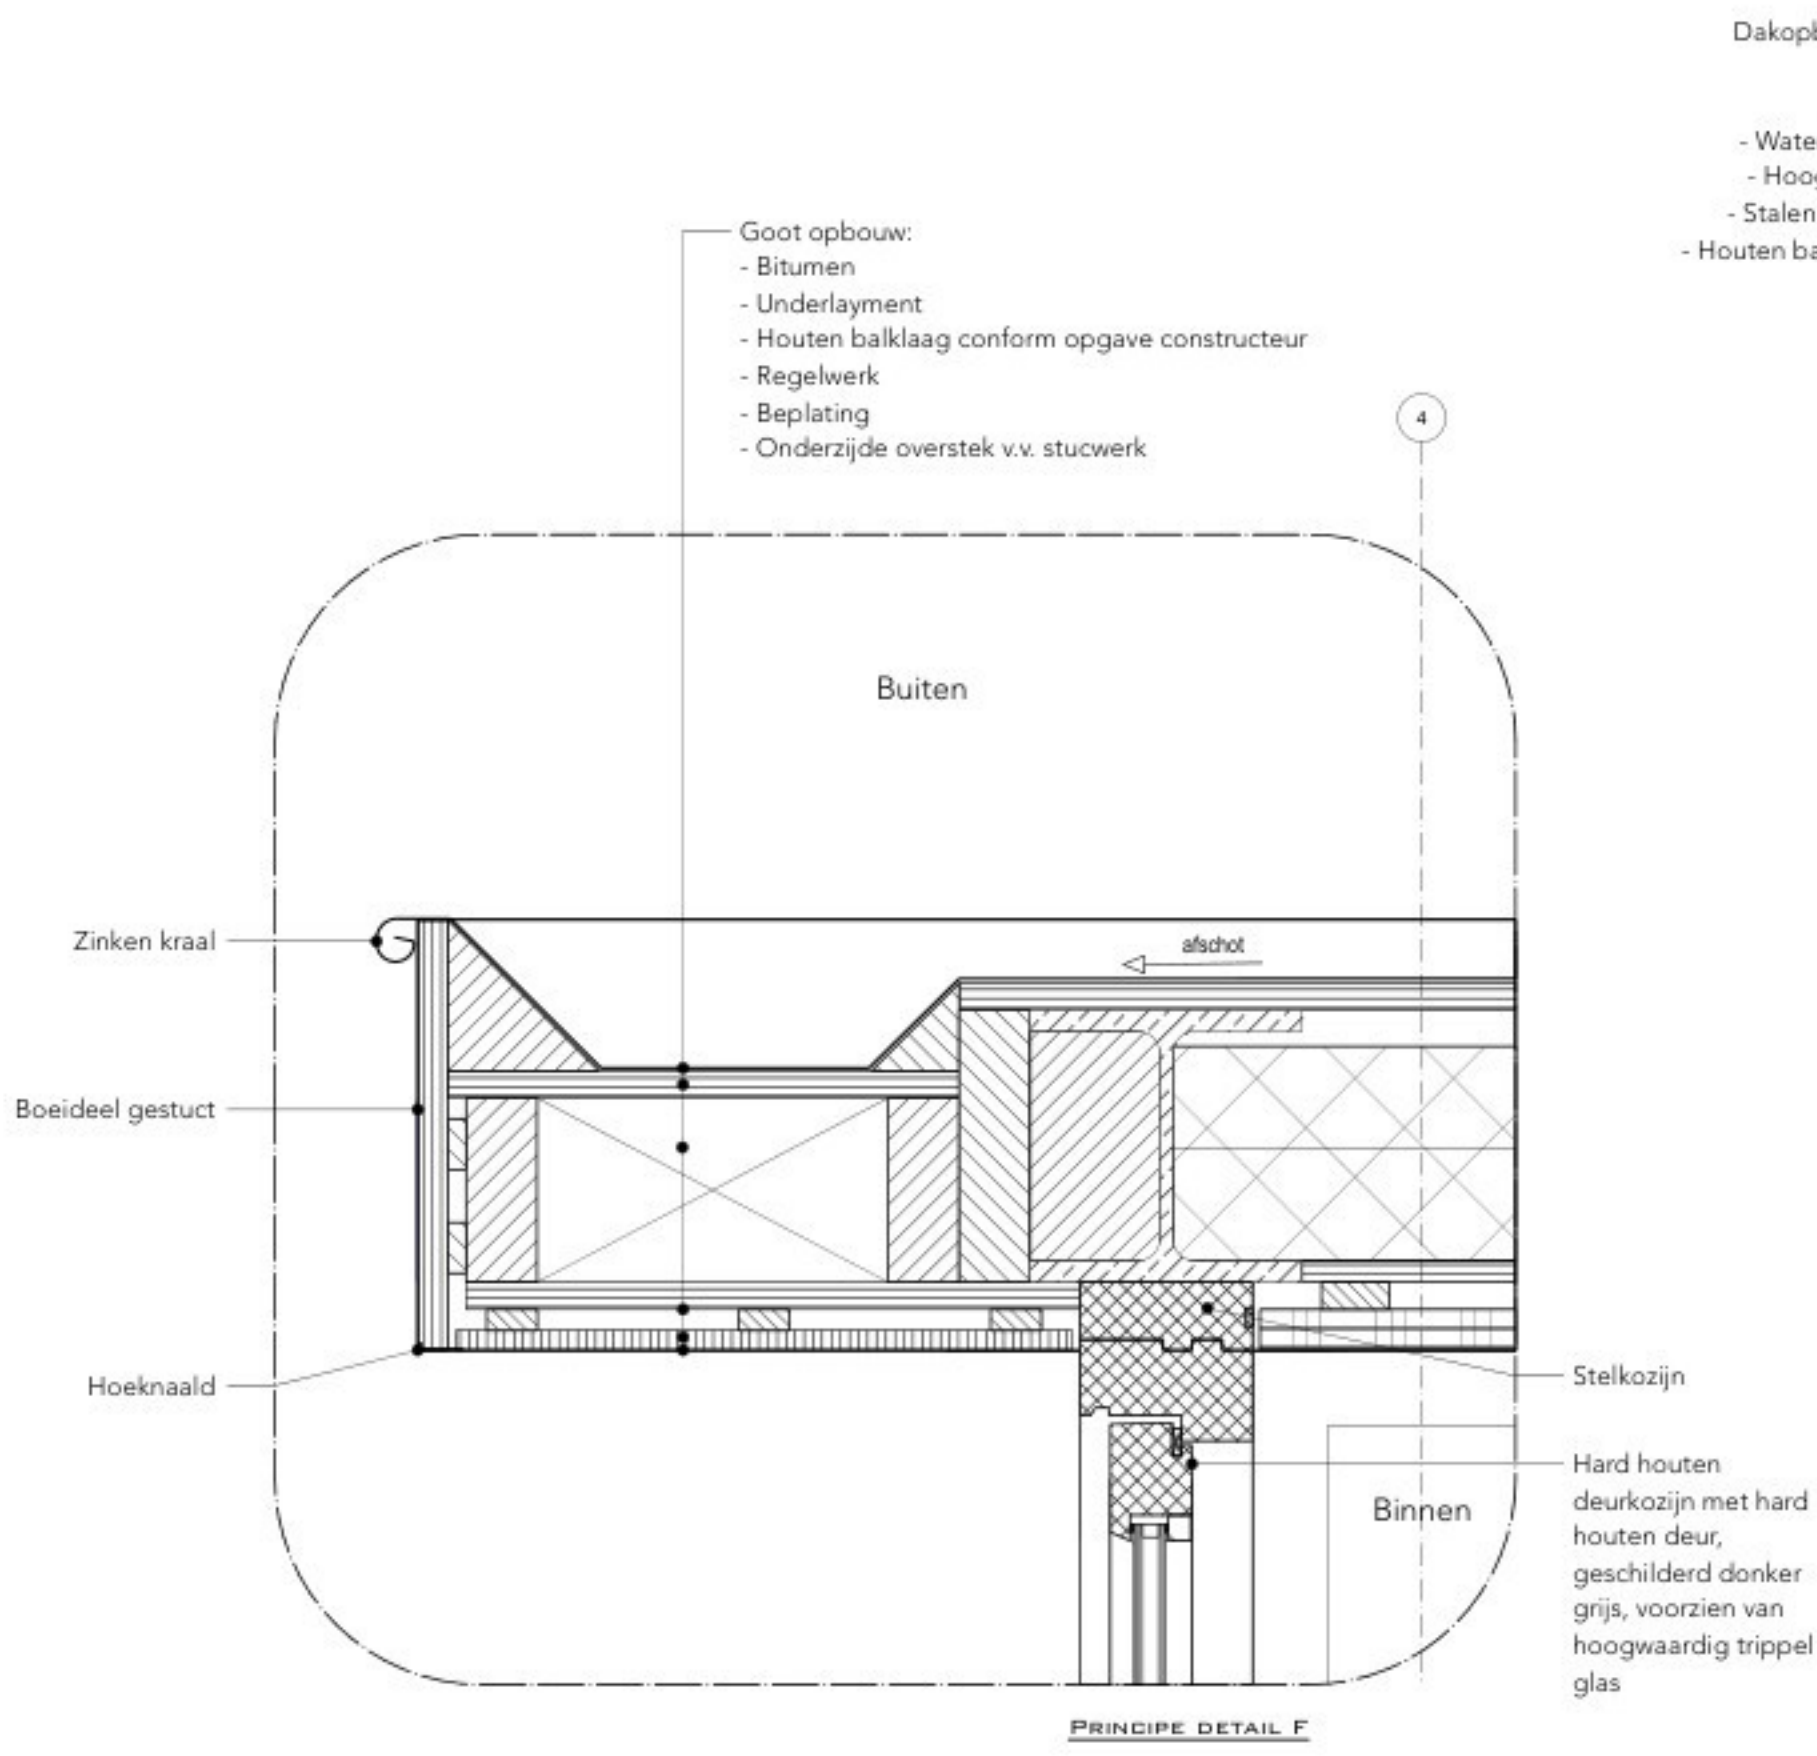 Dakopb
- Wate
- Hoog
- Stalen
- Houten ba
Goot opbouw:
- Bitumen
- Underlayment
- Houten balklaag conform opgave constructeur
- Regelwerk
- Beplating
- Onderzijde overstek v.v. stucwerk
4
Buiten
Zinken kraal
afschot
Boeideel gestuct
Hoeknaald
Stelkozijn
Hard houten
deurkozijn met hard
houten deur,
geschilderd donker
grijs, voorzien van
hoogwaardig trippel
glas
Binnen
PRINCIPE DETAIL F